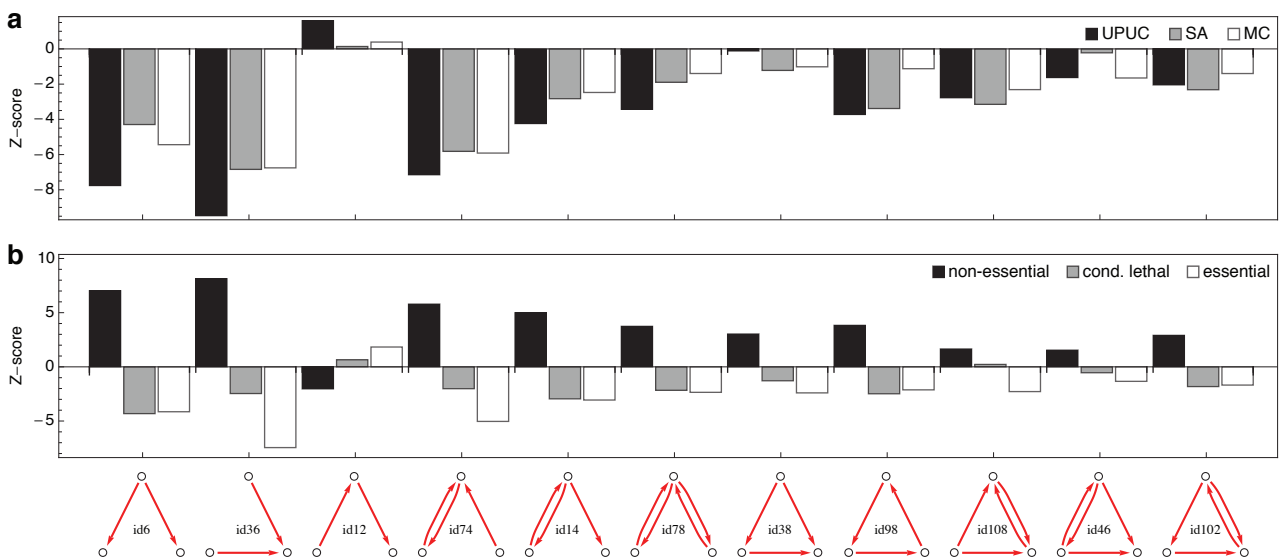 a
UPUC SA MC
Z−score
0
−2
−4
−6
−8
b
non-essential cond. lethal essential
Z−score
10
5
0
−5
id6 id36 id12 id74 id14 id78 id38 id98 id108 id46 id102